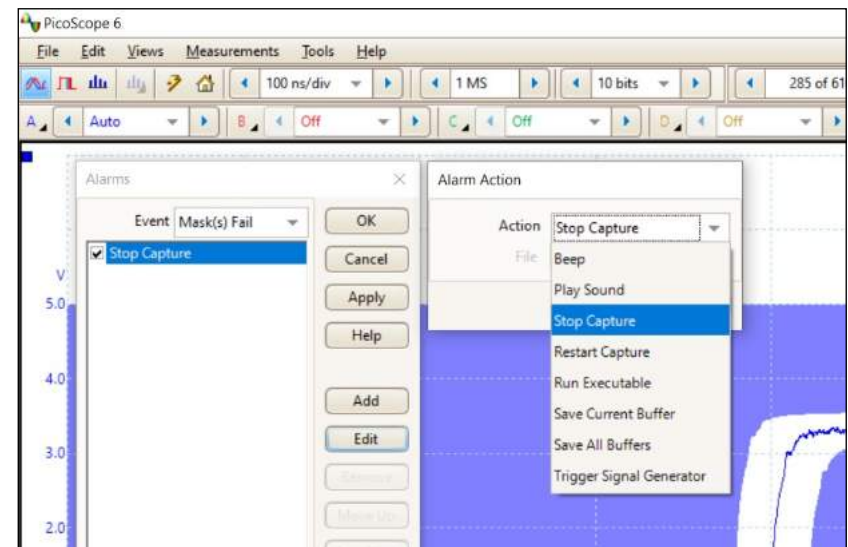 PicoScope 6
File Edit Views Measurements Tools Help
100 ns/div 1 MS 10 bits 285 of 61
A Auto B Off C Off D Off
Alarms
Event Mask(s) Fail
Stop Capture
OK
Cancel
Apply
Help
Add
Edit
Remove
Move Up
Alarm Action
Action Stop Capture
File
Beep
Play Sound
Stop Capture
Restart Capture
Run Executable
Save Current Buffer
Save All Buffers
Trigger Signal Generator
V
5.0
4.0
3.0
2.0